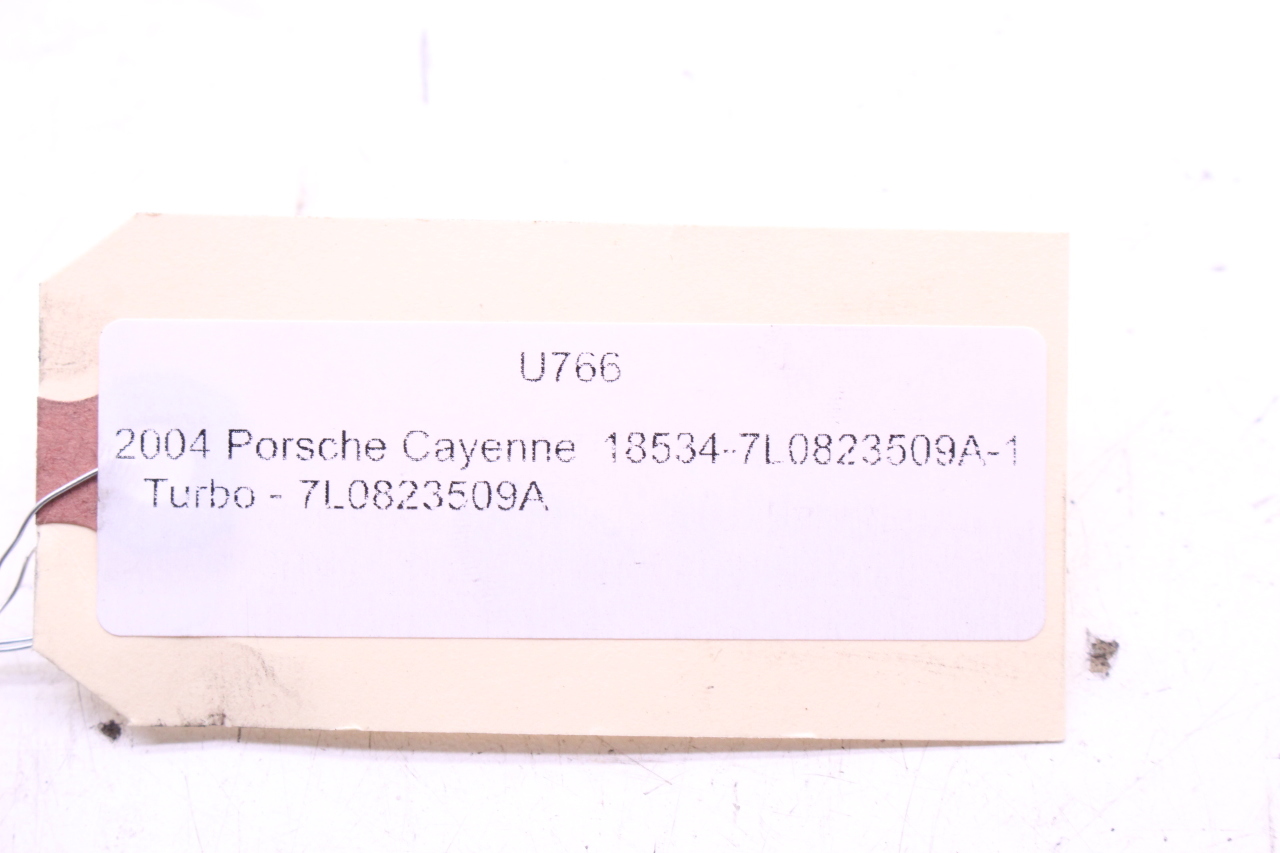 U766
2004 Porsche Cayenne 18534-7L0823509A-1
Turbo - 7L0823509A